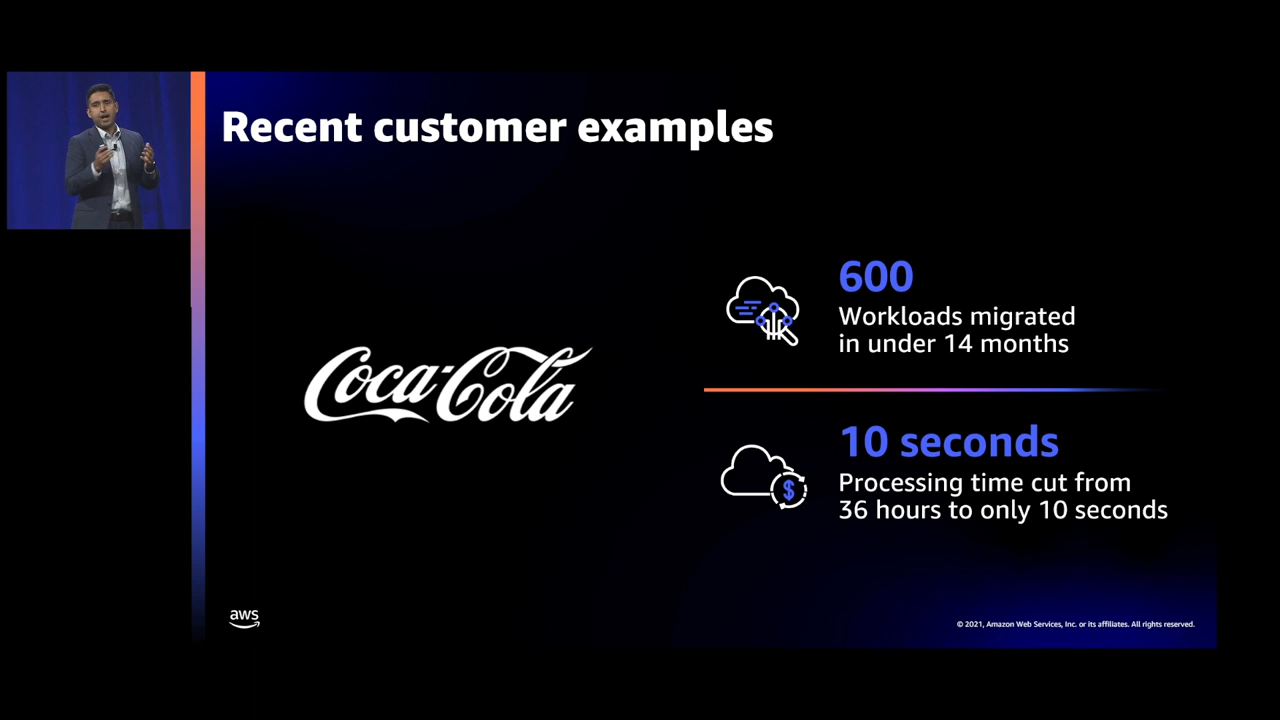 Recent customer examples
Coca-Cola
600
Workloads migrated
in under 14 months
$
10 seconds
Processing time cut from
36 hours to only 10 seconds
aws
© 2021, Amazon Web Services, Inc. or its affiliates. All rights reserved.